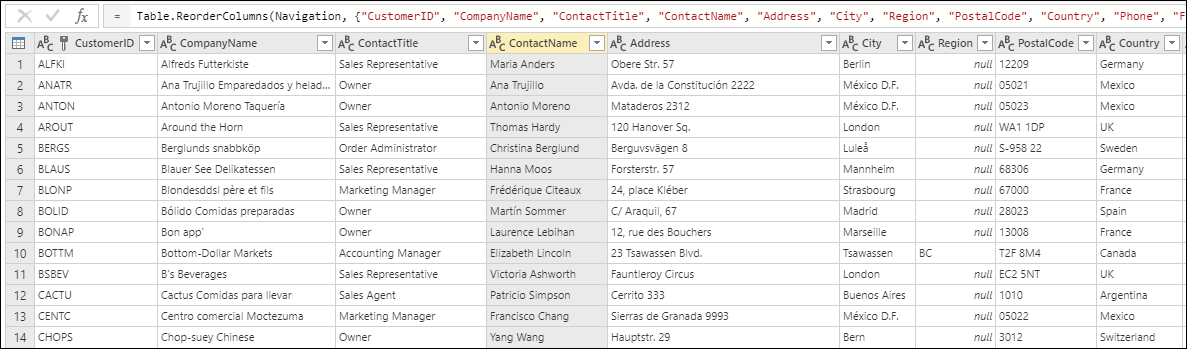 = Table.ReorderColumns(Navigation, {"CustomerID", "CompanyName", "ContactTitle", "ContactName", "Address", "City", "Region", "PostalCode", "Country", "Phone", "F
CustomerID CompanyName ContactTitle ContactName Address City Region PostalCode Country
1 ALFKI Alfreds Futterkiste Sales Representative Maria Anders Obere Str. 57 Berlin null 12209 Germany
2 ANATR Ana Trujillo Emparedados y helad... Owner Ana Trujillo Avda. de la Constitución 2222 México D.F. null 05021 Mexico
3 ANTON Antonio Moreno Taquería Owner Antonio Moreno Mataderos 2312 México D.F. null 05023 Mexico
4 AROUT Around the Horn Sales Representative Thomas Hardy 120 Hanover Sq. London null WA1 1DP UK
5 BERGS Berglunds snabbköp Order Administrator Christina Berglund Berguvsvägen 8 Luleå null S-958 22 Sweden
6 BLAUS Blauer See Delikatessen Sales Representative Hanna Moos Forsterstr. 57 Mannheim null 68306 Germany
7 BLONP Blondesddsl père et fils Marketing Manager Frédérique Citeaux 24, place Kléber Strasbourg null 67000 France
8 BOLID Bólido Comidas preparadas Owner Martín Sommer C/ Araquil, 67 Madrid null 28023 Spain
9 BONAP Bon app' Owner Laurence Lebihan 12, rue des Bouchers Marseille null 13008 France
10 BOTTM Bottom-Dollar Markets Accounting Manager Elizabeth Lincoln 23 Tsawassen Blvd. Tsawassen BC T2F 8M4 Canada
11 BSBEV B's Beverages Sales Representative Victoria Ashworth Fauntleroy Circus London null EC2 5NT UK
12 CACTU Cactus Comidas para llevar Sales Agent Patricio Simpson Cerrito 333 Buenos Aires null 1010 Argentina
13 CENTC Centro comercial Moctezuma Marketing Manager Francisco Chang Sierras de Granada 9993 México D.F. null 05022 Mexico
14 CHOPS Chop-suey Chinese Owner Yang Wang Hauptstr. 29 Bern null 3012 Switzerland